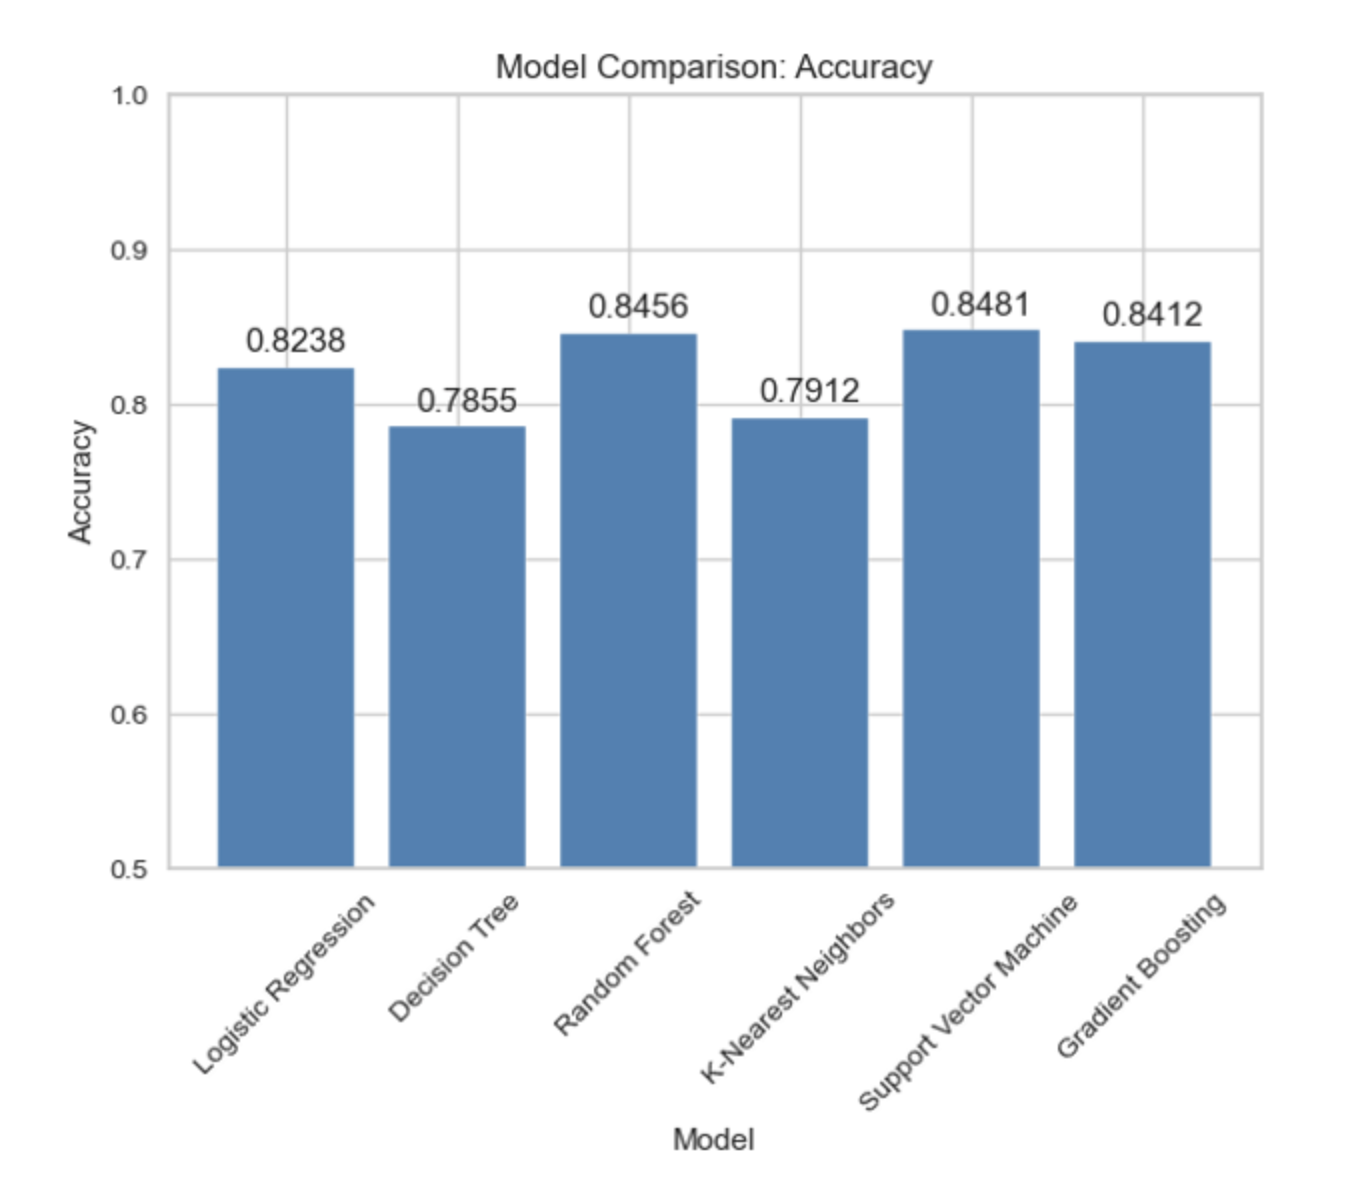 Model Comparison: Accuracy
1.0
0.9
0.8
0.7
0.6
0.5
Accuracy
0.8238
0.7855
0.8456
0.7912
0.8481
0.8412
Logistic Regression
Decision Tree
Random Forest
K-Nearest Neighbors
Support Vector Machine
Gradient Boosting
Model